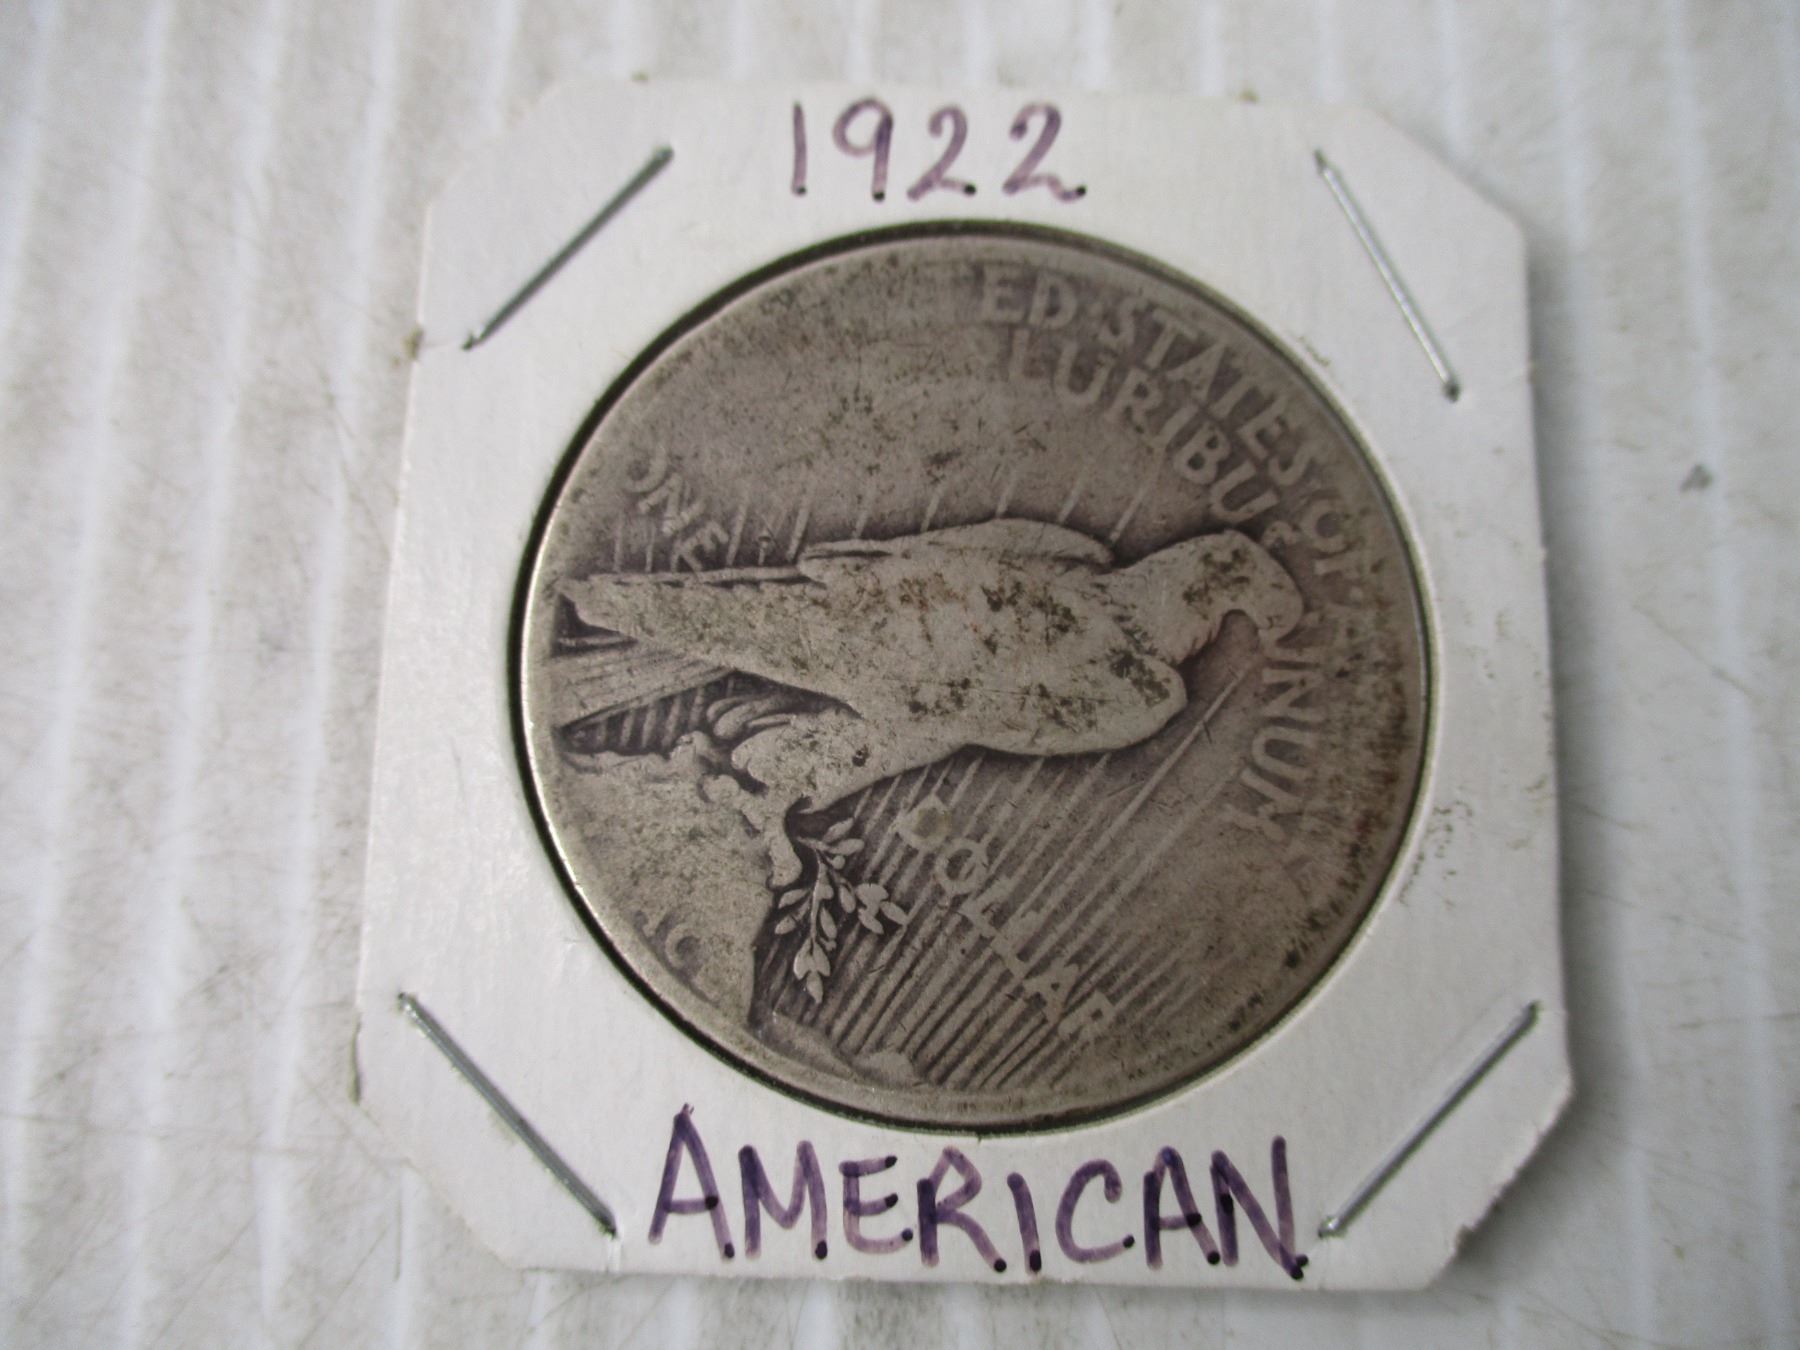 1922
ED·STATES·OF·A
LURIBUS UNUM
ONE
DOLLAR
AMERICAN